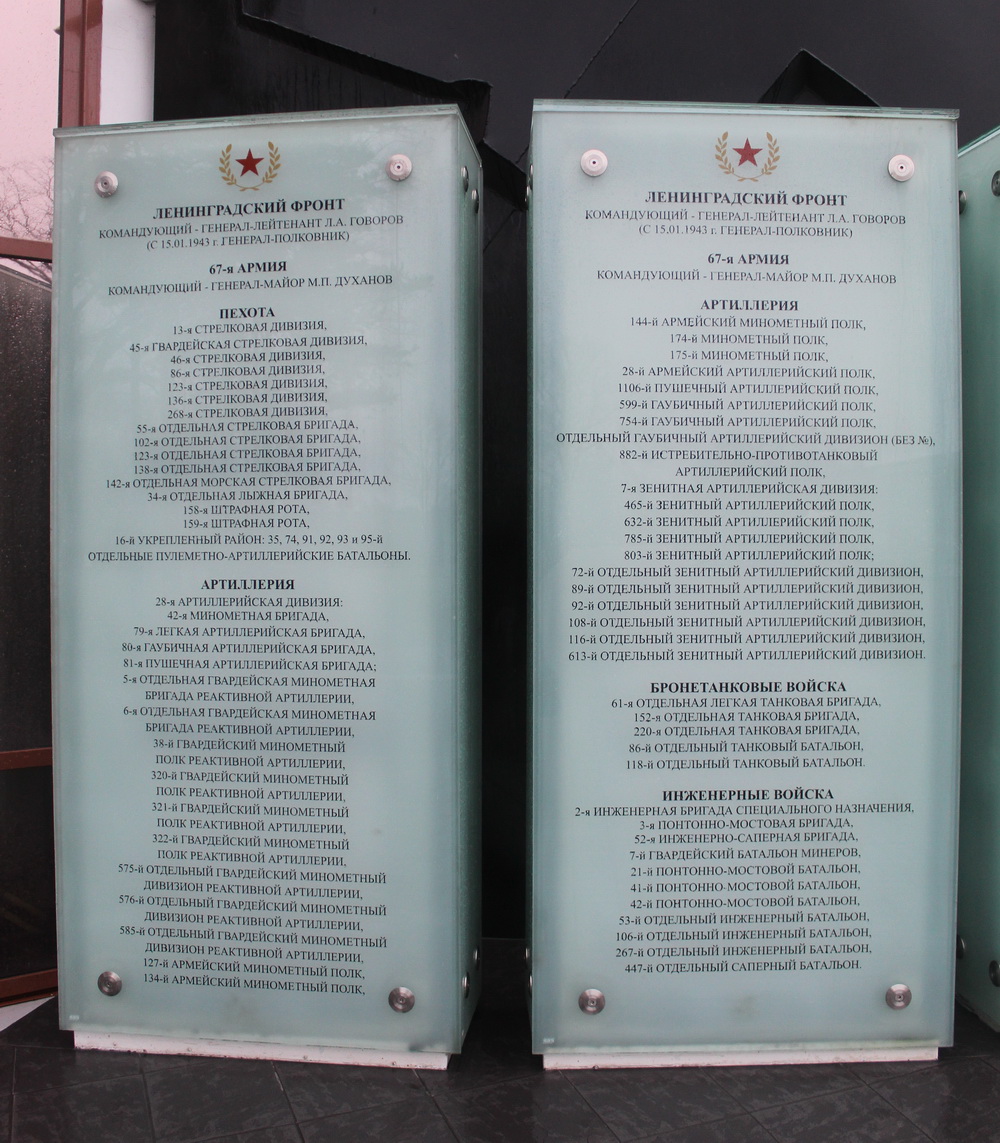 ЛЕНИНГРАДСКИЙ ФРОНТ
КОМАНДУЮЩИЙ - ГЕНЕРАЛ-ЛЕЙТЕНАНТ Л.А. ГОВОРОВ
(С 15.01.1943 г. ГЕНЕРАЛ-ПОЛКОВНИК)
67-я АРМИЯ
КОМАНДУЮЩИЙ - ГЕНЕРАЛ-МАЙОР М.П. ДУХАНОВ
ПЕХОТА
13-я СТРЕЛКОВАЯ ДИВИЗИЯ,
45-я ГВАРДЕЙСКАЯ СТРЕЛКОВАЯ ДИВИЗИЯ,
46-я СТРЕЛКОВАЯ ДИВИЗИЯ,
86-я СТРЕЛКОВАЯ ДИВИЗИЯ,
123-я СТРЕЛКОВАЯ ДИВИЗИЯ,
136-я СТРЕЛКОВАЯ ДИВИЗИЯ,
268-я СТРЕЛКОВАЯ ДИВИЗИЯ,
55-я ОТДЕЛЬНАЯ СТРЕЛКОВАЯ БРИГАДА,
102-я ОТДЕЛЬНАЯ СТРЕЛКОВАЯ БРИГАДА,
123-я ОТДЕЛЬНАЯ СТРЕЛКОВАЯ БРИГАДА,
138-я ОТДЕЛЬНАЯ СТРЕЛКОВАЯ БРИГАДА,
142-я ОТДЕЛЬНАЯ МОРСКАЯ СТРЕЛКОВАЯ БРИГАДА,
34-я ОТДЕЛЬНАЯ ЛЫЖНАЯ БРИГАДА,
158-я ШТРАФНАЯ РОТА,
159-я ШТРАФНАЯ РОТА,
16-й УКРЕПЛЕННЫЙ РАЙОН: 35, 74, 91, 92, 93 и 95-й
ОТДЕЛЬНЫЕ ПУЛЕМЕТНО-АРТИЛЛЕРИЙСКИЕ БАТАЛЬОНЫ.
АРТИЛЛЕРИЯ
28-я АРТИЛЛЕРИЙСКАЯ ДИВИЗИЯ:
42-я МИНОМЕТНАЯ БРИГАДА,
79-я ЛЕГКАЯ АРТИЛЛЕРИЙСКАЯ БРИГАДА,
80-я ГАУБИЧНАЯ АРТИЛЛЕРИЙСКАЯ БРИГАДА,
81-я ПУШЕЧНАЯ АРТИЛЛЕРИЙСКАЯ БРИГАДА;
5-я ОТДЕЛЬНАЯ ГВАРДЕЙСКАЯ МИНОМЕТНАЯ
БРИГАДА РЕАКТИВНОЙ АРТИЛЛЕРИИ,
6-я ОТДЕЛЬНАЯ ГВАРДЕЙСКАЯ МИНОМЕТНАЯ
БРИГАДА РЕАКТИВНОЙ АРТИЛЛЕРИИ,
38-й ГВАРДЕЙСКИЙ МИНОМЕТНЫЙ
ПОЛК РЕАКТИВНОЙ АРТИЛЛЕРИИ,
320-й ГВАРДЕЙСКИЙ МИНОМЕТНЫЙ
ПОЛК РЕАКТИВНОЙ АРТИЛЛЕРИИ,
321-й ГВАРДЕЙСКИЙ МИНОМЕТНЫЙ
ПОЛК РЕАКТИВНОЙ АРТИЛЛЕРИИ,
322-й ГВАРДЕЙСКИЙ МИНОМЕТНЫЙ
ПОЛК РЕАКТИВНОЙ АРТИЛЛЕРИИ,
575-й ОТДЕЛЬНЫЙ ГВАРДЕЙСКИЙ МИНОМЕТНЫЙ
ДИВИЗИОН РЕАКТИВНОЙ АРТИЛЛЕРИИ,
576-й ОТДЕЛЬНЫЙ ГВАРДЕЙСКИЙ МИНОМЕТНЫЙ
ДИВИЗИОН РЕАКТИВНОЙ АРТИЛЛЕРИИ,
585-й ОТДЕЛЬНЫЙ ГВАРДЕЙСКИЙ МИНОМЕТНЫЙ
ДИВИЗИОН РЕАКТИВНОЙ АРТИЛЛЕРИИ,
127-й АРМЕЙСКИЙ МИНОМЕТНЫЙ ПОЛК,
134-й АРМЕЙСКИЙ МИНОМЕТНЫЙ ПОЛК,
ЛЕНИНГРАДСКИЙ ФРОНТ
КОМАНДУЮЩИЙ - ГЕНЕРАЛ-ЛЕЙТЕНАНТ Л.А. ГОВОРОВ
(С 15.01.1943 г. ГЕНЕРАЛ-ПОЛКОВНИК)
67-я АРМИЯ
КОМАНДУЮЩИЙ - ГЕНЕРАЛ-МАЙОР М.П. ДУХАНОВ
АРТИЛЛЕРИЯ
144-й АРМЕЙСКИЙ МИНОМЕТНЫЙ ПОЛК,
174-й МИНОМЕТНЫЙ ПОЛК,
175-й МИНОМЕТНЫЙ ПОЛК,
28-й АРМЕЙСКИЙ АРТИЛЛЕРИЙСКИЙ ПОЛК,
1106-й ПУШЕЧНЫЙ АРТИЛЛЕРИЙСКИЙ ПОЛК,
599-й ГАУБИЧНЫЙ АРТИЛЛЕРИЙСКИЙ ПОЛК,
754-й ГАУБИЧНЫЙ АРТИЛЛЕРИЙСКИЙ ПОЛК,
ОТДЕЛЬНЫЙ ГАУБИЧНЫЙ АРТИЛЛЕРИЙСКИЙ ДИВИЗИОН (БЕЗ №),
882-й ИСТРЕБИТЕЛЬНО-ПРОТИВОТАНКОВЫЙ
АРТИЛЛЕРИЙСКИЙ ПОЛК,
7-я ЗЕНИТНАЯ АРТИЛЛЕРИЙСКАЯ ДИВИЗИЯ:
465-й ЗЕНИТНЫЙ АРТИЛЛЕРИЙСКИЙ ПОЛК,
632-й ЗЕНИТНЫЙ АРТИЛЛЕРИЙСКИЙ ПОЛК,
785-й ЗЕНИТНЫЙ АРТИЛЛЕРИЙСКИЙ ПОЛК,
803-й ЗЕНИТНЫЙ АРТИЛЛЕРИЙСКИЙ ПОЛК;
72-й ОТДЕЛЬНЫЙ ЗЕНИТНЫЙ АРТИЛЛЕРИЙСКИЙ ДИВИЗИОН,
89-й ОТДЕЛЬНЫЙ ЗЕНИТНЫЙ АРТИЛЛЕРИЙСКИЙ ДИВИЗИОН,
92-й ОТДЕЛЬНЫЙ ЗЕНИТНЫЙ АРТИЛЛЕРИЙСКИЙ ДИВИЗИОН,
108-й ОТДЕЛЬНЫЙ ЗЕНИТНЫЙ АРТИЛЛЕРИЙСКИЙ ДИВИЗИОН,
116-й ОТДЕЛЬНЫЙ ЗЕНИТНЫЙ АРТИЛЛЕРИЙСКИЙ ДИВИЗИОН,
613-й ОТДЕЛЬНЫЙ ЗЕНИТНЫЙ АРТИЛЛЕРИЙСКИЙ ДИВИЗИОН.
БРОНЕТАНКОВЫЕ ВОЙСКА
61-я ОТДЕЛЬНАЯ ЛЕГКАЯ ТАНКОВАЯ БРИГАДА,
152-я ОТДЕЛЬНАЯ ТАНКОВАЯ БРИГАДА,
220-я ОТДЕЛЬНАЯ ТАНКОВАЯ БРИГАДА,
86-й ОТДЕЛЬНЫЙ ТАНКОВЫЙ БАТАЛЬОН,
118-й ОТДЕЛЬНЫЙ ТАНКОВЫЙ БАТАЛЬОН.
ИНЖЕНЕРНЫЕ ВОЙСКА
2-я ИНЖЕНЕРНАЯ БРИГАДА СПЕЦИАЛЬНОГО НАЗНАЧЕНИЯ,
3-я ПОНТОННО-МОСТОВАЯ БРИГАДА,
52-я ИНЖЕНЕРНО-САПЕРНАЯ БРИГАДА,
7-й ГВАРДЕЙСКИЙ БАТАЛЬОН МИНЕРОВ,
21-й ПОНТОННО-МОСТОВОЙ БАТАЛЬОН,
41-й ПОНТОННО-МОСТОВОЙ БАТАЛЬОН,
42-й ПОНТОННО-МОСТОВОЙ БАТАЛЬОН,
53-й ОТДЕЛЬНЫЙ ИНЖЕНЕРНЫЙ БАТАЛЬОН,
106-й ОТДЕЛЬНЫЙ ИНЖЕНЕРНЫЙ БАТАЛЬОН,
267-й ОТДЕЛЬНЫЙ ИНЖЕНЕРНЫЙ БАТАЛЬОН,
447-й ОТДЕЛЬНЫЙ САПЕРНЫЙ БАТАЛЬОН.